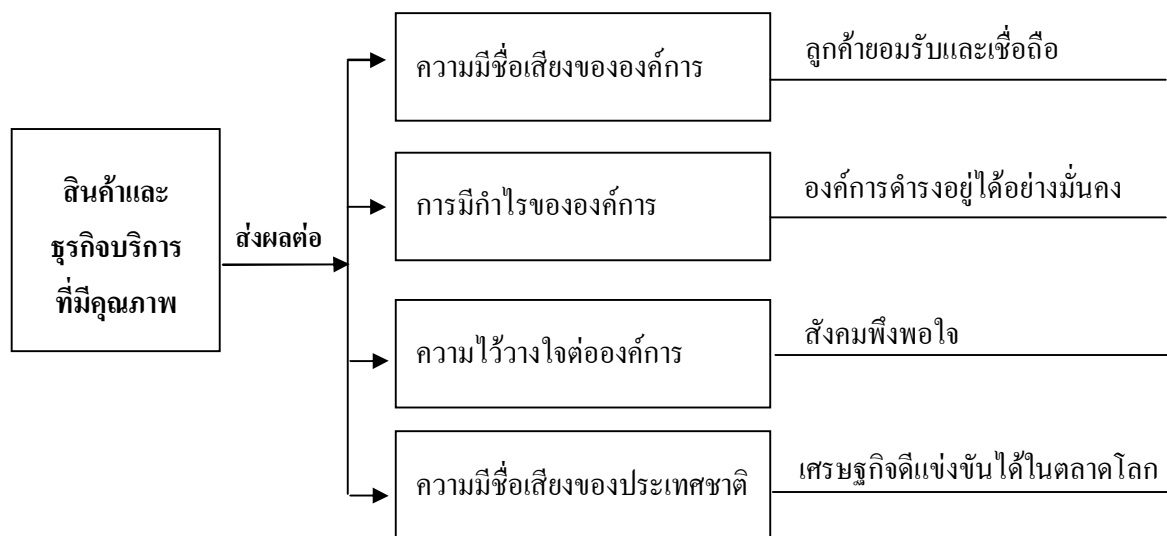 สินค้าและ
ธุรกิจบริการ
ที่มีคุณภาพ
ส่งผลต่อ
ความมีชื่อเสียงขององค์การ
ลูกค้ายอมรับและเชื่อถือ
การมีกำไรขององค์การ
องค์การดำรงอยู่ได้อย่างมั่นคง
ความไว้วางใจต่อองค์การ
สังคมพึงพอใจ
ความมีชื่อเสียงของประเทศชาติ
เศรษฐกิจดีแข่งขันได้ในตลาดโลก